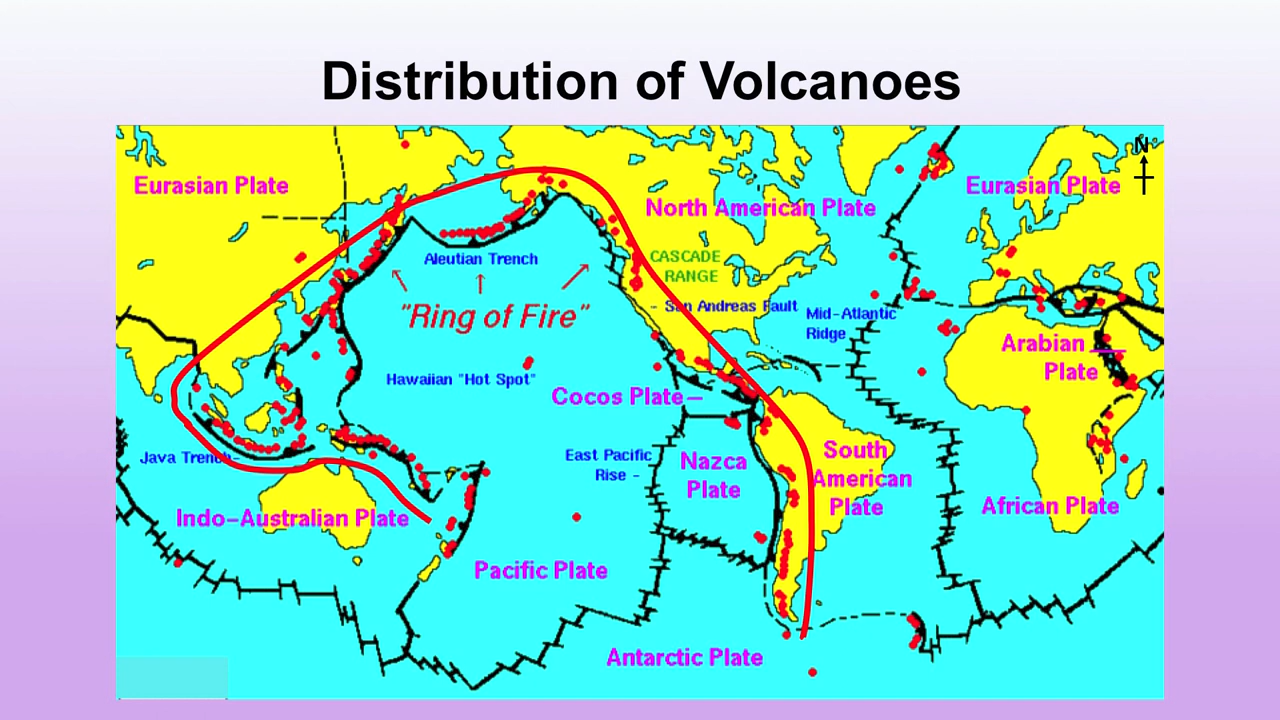 Distribution of Volcanoes
N
Eurasian Plate
Eurasian Plate
North American Plate
Aleutian Trench
CASCADE
RANGE
"Ring of Fire"
San Andreas Fault
Mid-Atlantic
Ridge
Arabian
Plate
Hawaiian "Hot Spot"
Cocos Plate
Java Trench
East Pacific
Rise
Nazca
Plate
South
American
Plate
African Plate
Indo-Australian Plate
Pacific Plate
Antarctic Plate